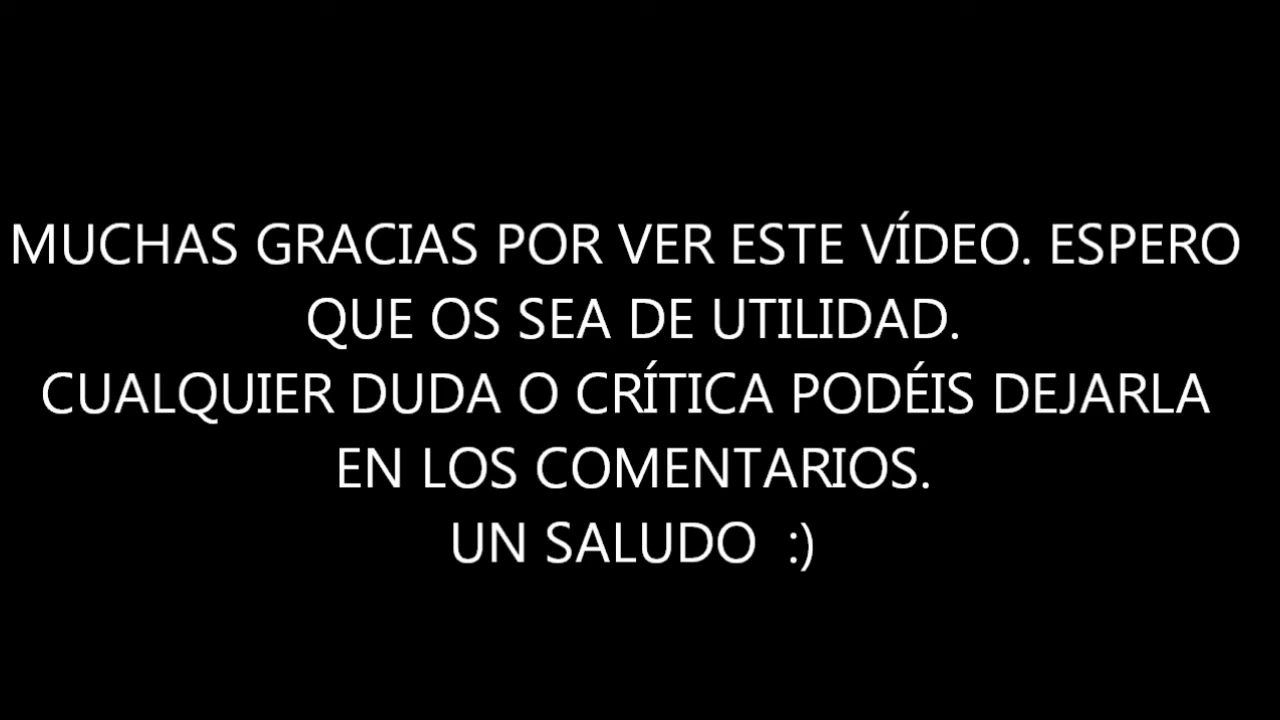 MUCHAS GRACIAS POR VER ESTE VÍDEO. ESPERO
QUE OS SEA DE UTILIDAD.
CUALQUIER DUDA O CRÍTICA PODÉIS DEJARLA
EN LOS COMENTARIOS.
UN SALUDO  :)